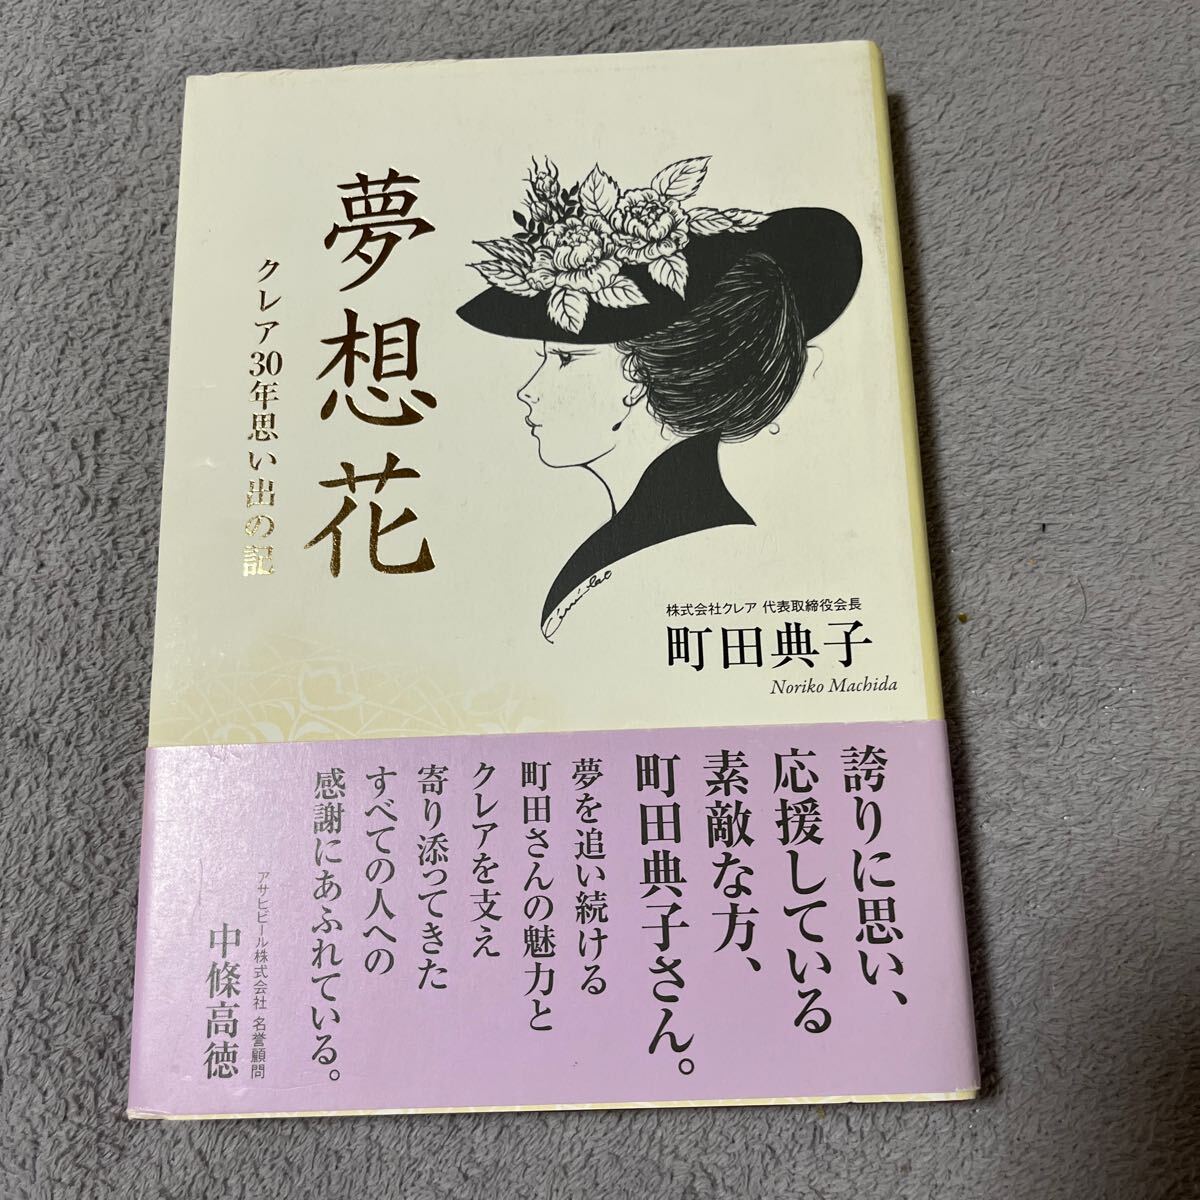 夢想花
クレア30年思い出の記
株式会社クレア 代表取締役会長
町田典子
Noriko Machida
誇りに思い、
応援している
素敵な方、
町田典子さん。
夢を追い続ける
町田さんの魅力と
クレアを支え
寄り添ってきた
すべての人への
感謝にあふれている。
アサヒビール株式会社 名誉顧問
中條高徳